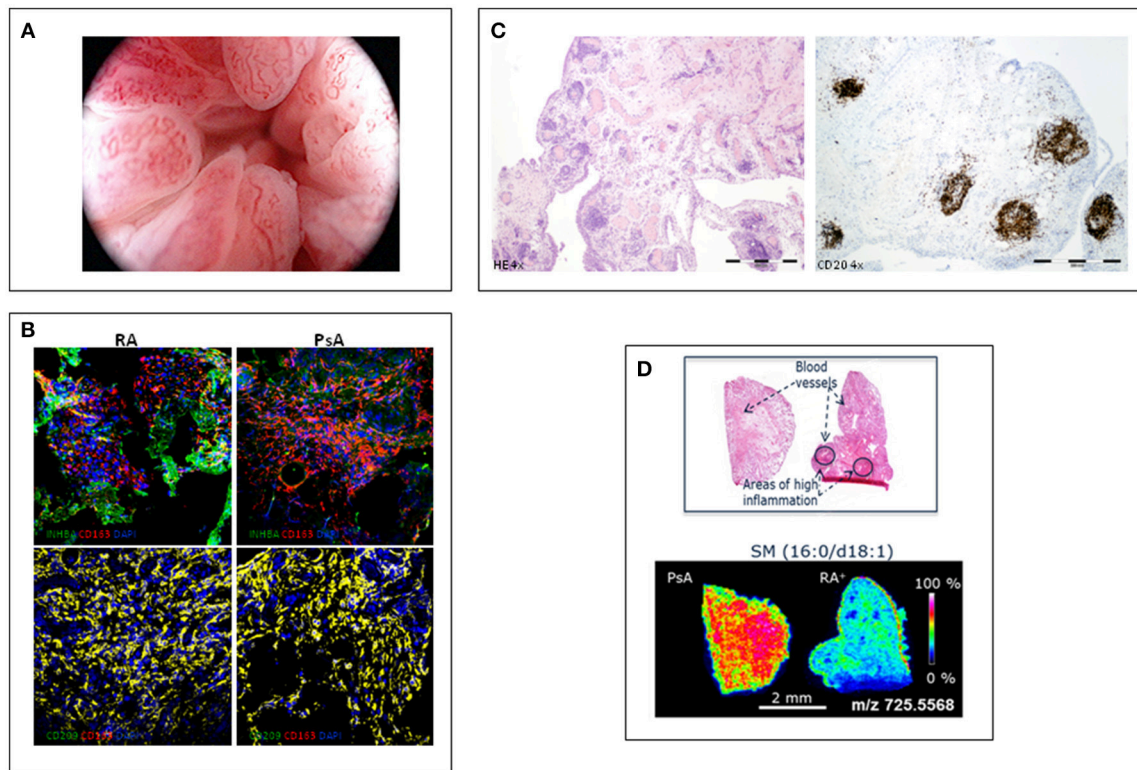 A
C
HE 4x
CD20 4x
B
RA
PsA
INHBA CD163 DAPI
INHBA CD163 DAPI
CD209 CD163 DAPI
CD209 CD163 DAPI
D
Blood
vessels
Areas of high
inflammation
SM (16:0/d18:1)
PsA
RA⁺
100 %
0 %
2 mm
m/z 725.5568